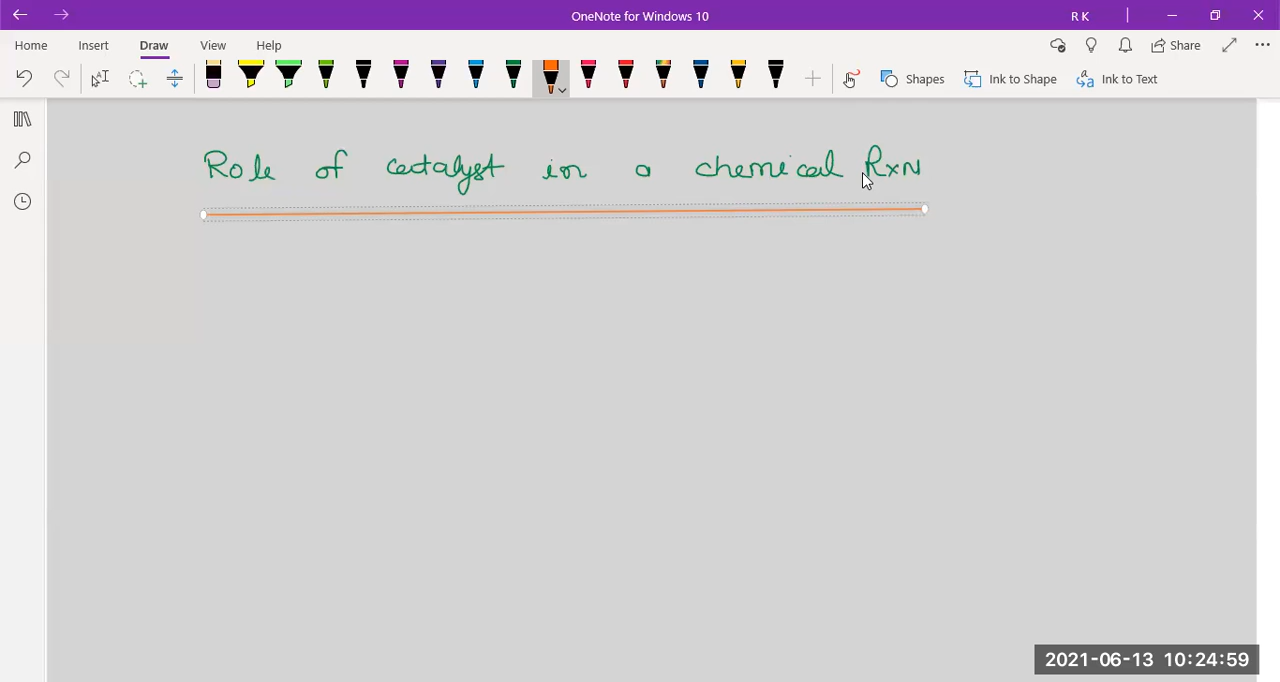 OneNote for Windows 10
R K
Home Insert Draw View Help
Share
Shapes
Ink to Shape
Ink to Text
Role of catalyst in a chemical RxN
2021-06-13 10:24:59